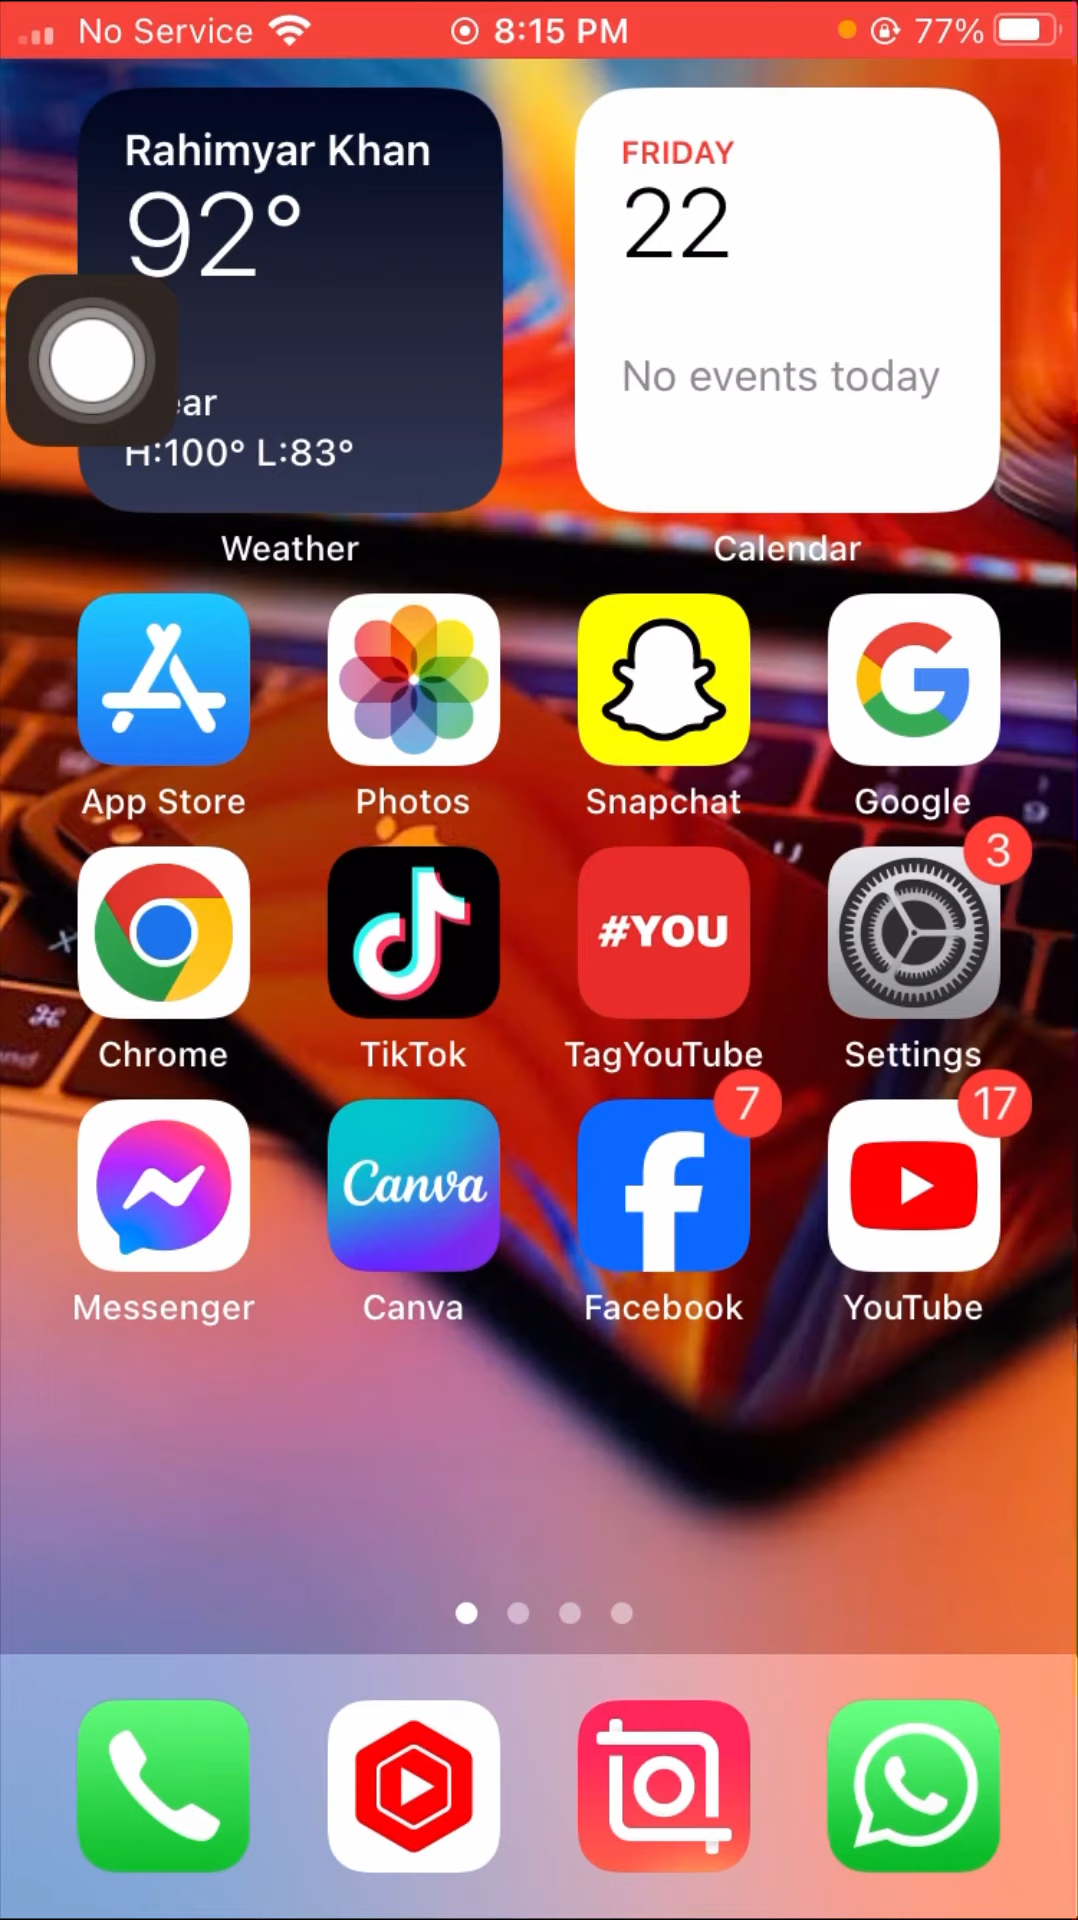 No Service 8:15 PM 77%
Rahimyar Khan
92°
H:100° L:83°
Weather
FRIDAY
22
No events today
Calendar
App Store
Photos
Snapchat
Google
Chrome
TikTok
#YOU
TagYouTube
3
Settings
Messenger
Canva
Canva
7
Facebook
17
YouTube